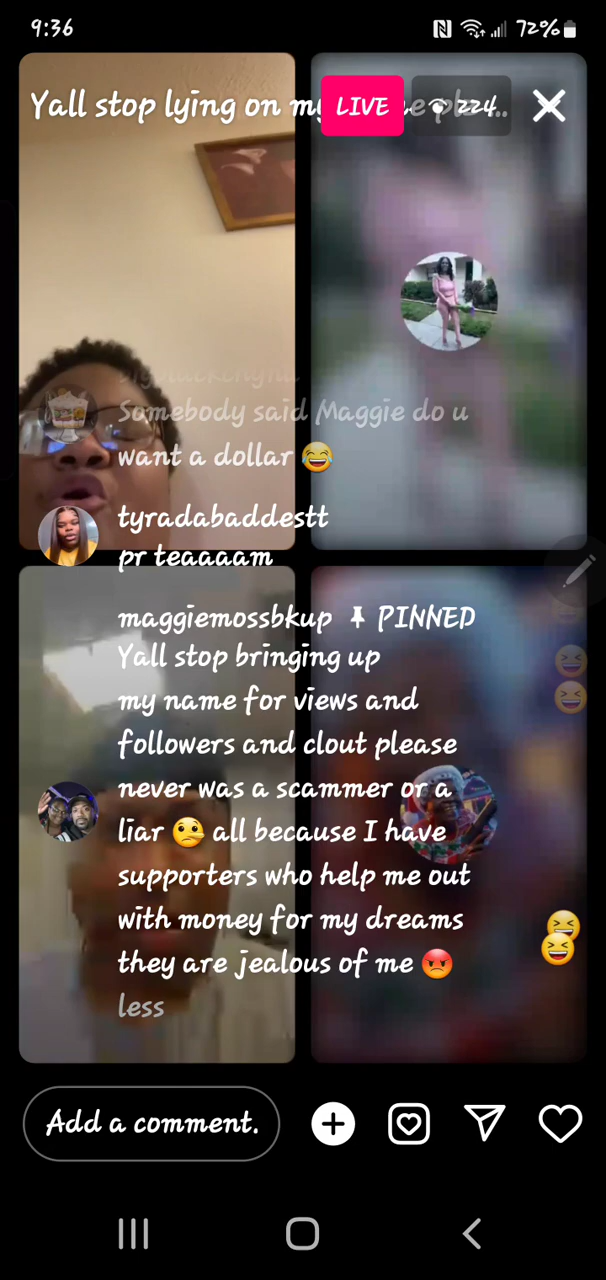 9:36
72%
Yall stop lying on my
LIVE
224
Somebody said Maggie do u
want a dollar 😂
tyradabaddestt
pr teaaaam
maggiemossbkup 📌 PINNED
Yall stop bringing up
my name for views and
followers and clout please
never was a scammer or a
liar 🤥 all because I have
supporters who help me out
with money for my dreams
they are jealous of me 😡
less
Add a comment.